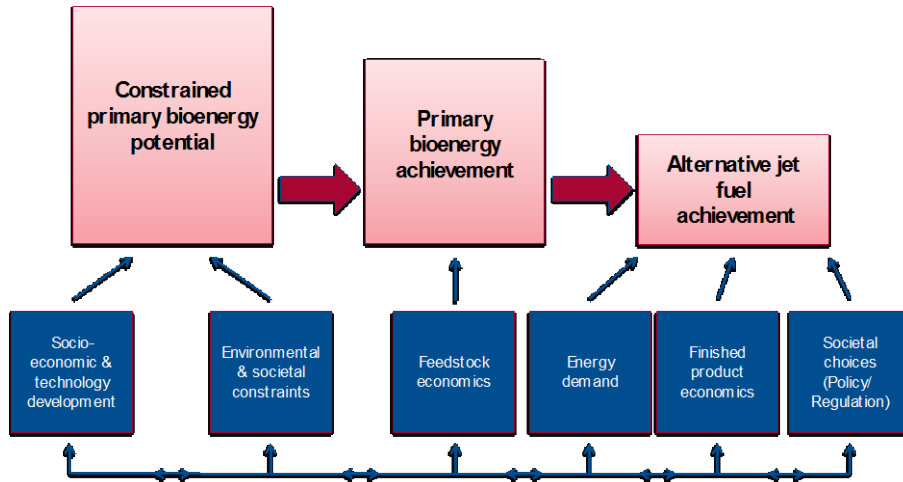 Constrained
primary bioenergy
potential
Primary
bioenergy
achievement
Alternative jet
fuel
achievement
Socio-
economic &
technology
development
Environmental
& societal
constraints
Feedstock
economics
Energy
demand
Finished
product
economics
Societal
choices
(Policy/
Regulation)